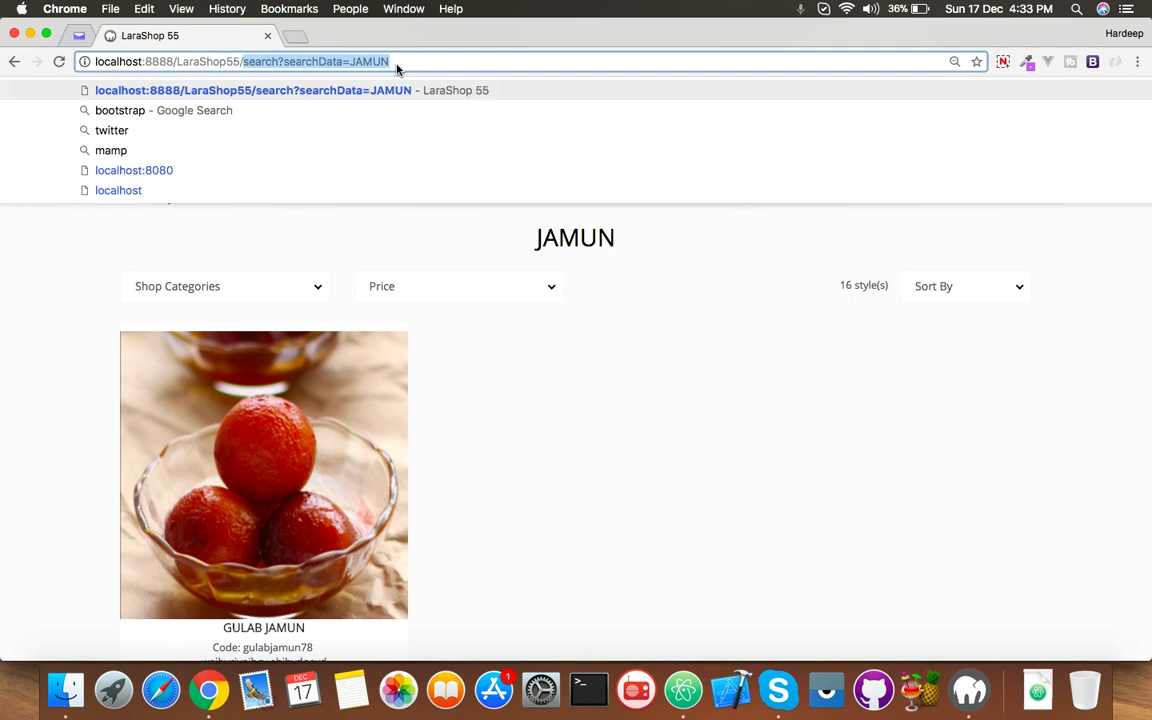 Chrome File Edit View History Bookmarks People Window Help 36% Sun 17 Dec 4:33 PM
LaraShop 55 Hardeep
localhost:8888/LaraShop55/search?searchData=JAMUN
localhost:8888/LaraShop55/search?searchData=JAMUN - LaraShop 55
bootstrap - Google Search
twitter
mamp
localhost:8080
localhost
JAMUN
Shop Categories Price 16 style(s) Sort By
GULAB JAMUN
Code: gulabjamun78
DEC
17
1